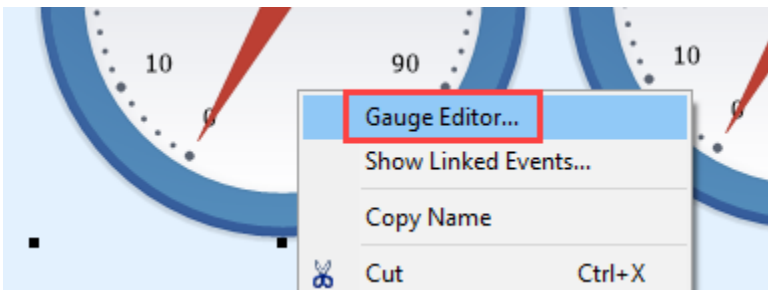 10 90 10
0 0
Gauge Editor...
Show Linked Events...
Copy Name
Cut Ctrl+X